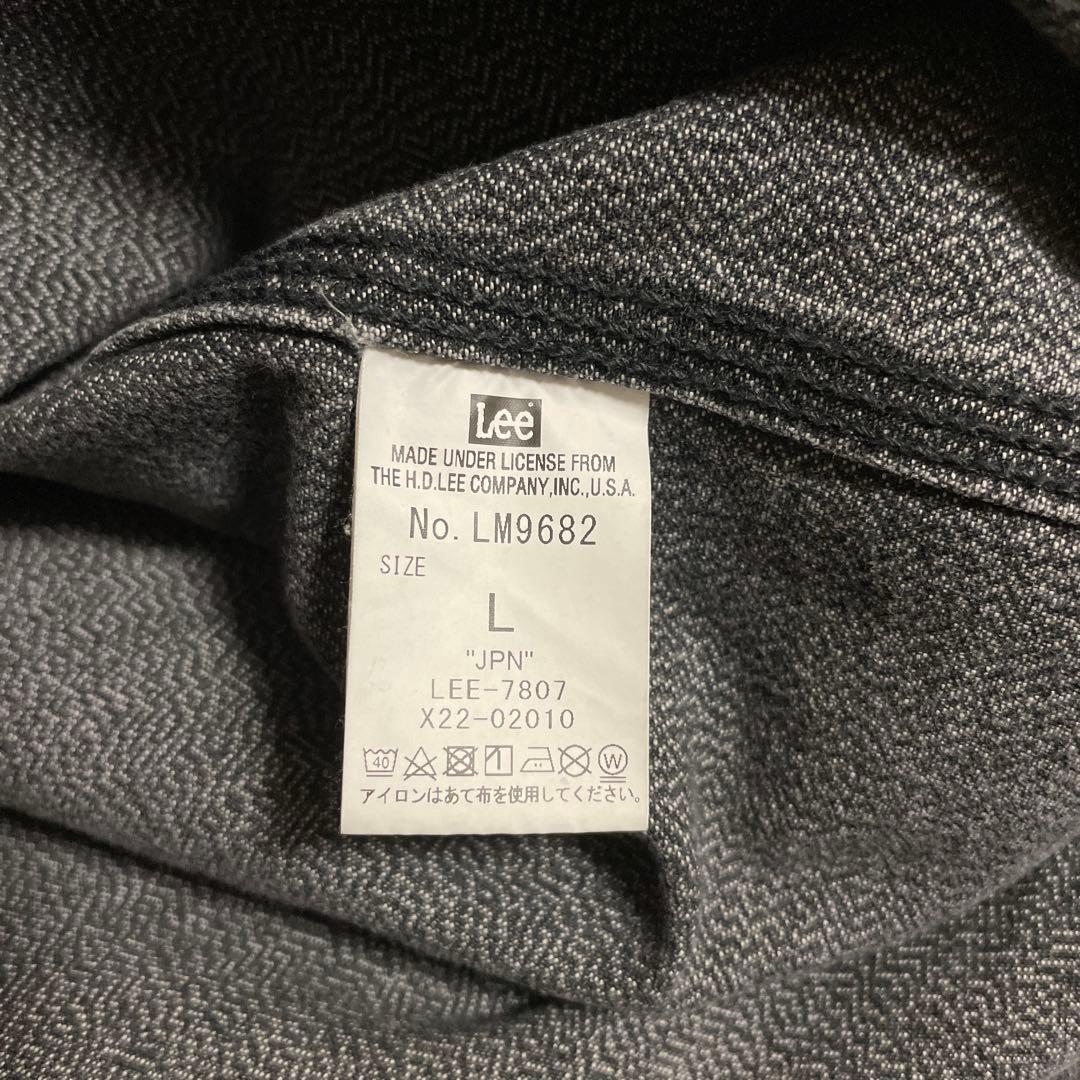 Lee
MADE UNDER LICENSE FROM
THE H.D.LEE COMPANY,INC.,U.S.A.
No. LM9682
SIZE
L
"JPN"
LEE-7807
X22-02010
40 W
アイロンはあて布を使用してください。